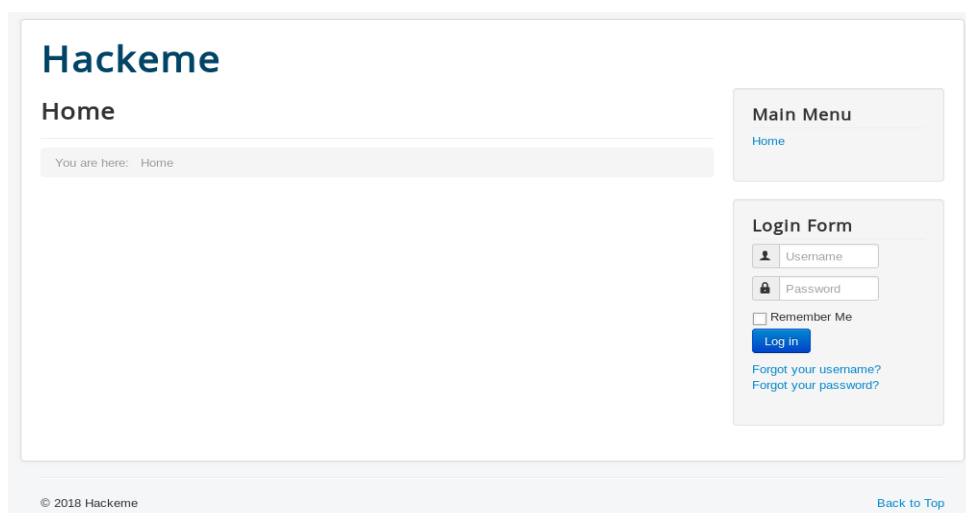 Hackeme
Home
You are here: Home
Main Menu
Home
Login Form
Username
Password
Remember Me
Log in
Forgot your username?
Forgot your password?
© 2018 Hackeme
Back to Top